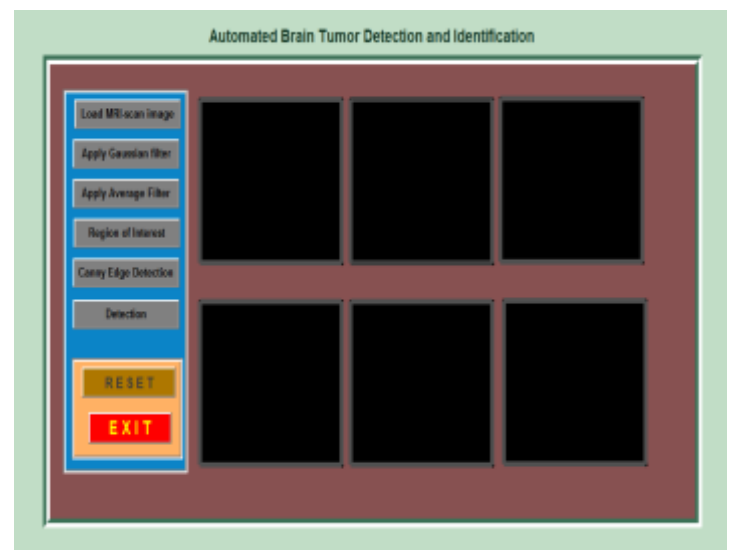 Automated Brain Tumor Detection and Identification
Load MRI-scan image
Apply Gaussian filter
Apply Average Filter
Region of Interest
Canny Edge Detection
Detection
RESET
EXIT